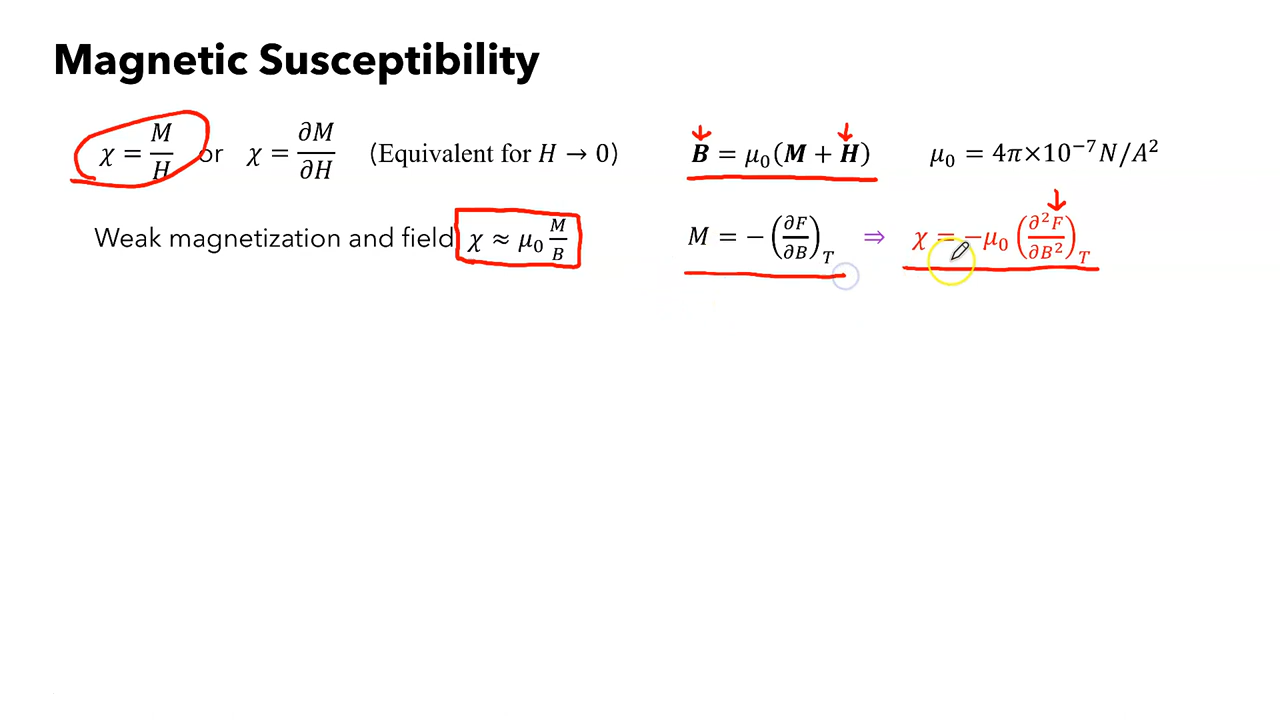 Magnetic Susceptibility
χ = M/H or χ = ∂M/∂H (Equivalent for H → 0)
B = μ₀(M + H) μ₀ = 4π×10⁻⁷N/A²
Weak magnetization and field χ ≈ μ₀ M/B
M = −(∂F/∂B)_T ⇒ χ = −μ₀(∂²F/∂B²)_T